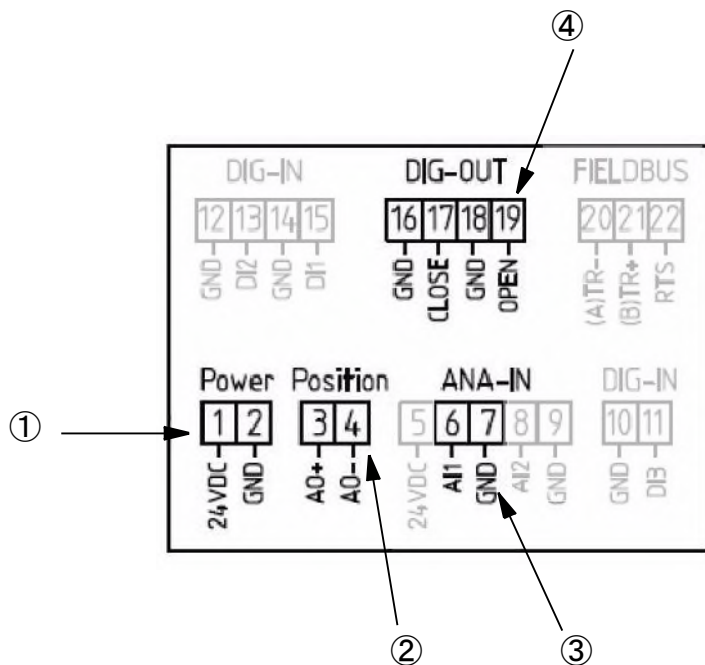 ④
DIG-IN DIG-OUT FIELDBUS
12 13 14 15 16 17 18 19 20 21 22
GND DI2 GND DI1 GND CLOSE GND OPEN (A)TR- (B)TR+ RTS
Power Position ANA-IN DIG-IN
① 1 2 3 4 5 6 7 8 9 10 11
24VDC GND AO+ AO- 24VDC AI1 GND AI2 GND GND DI3
② ③